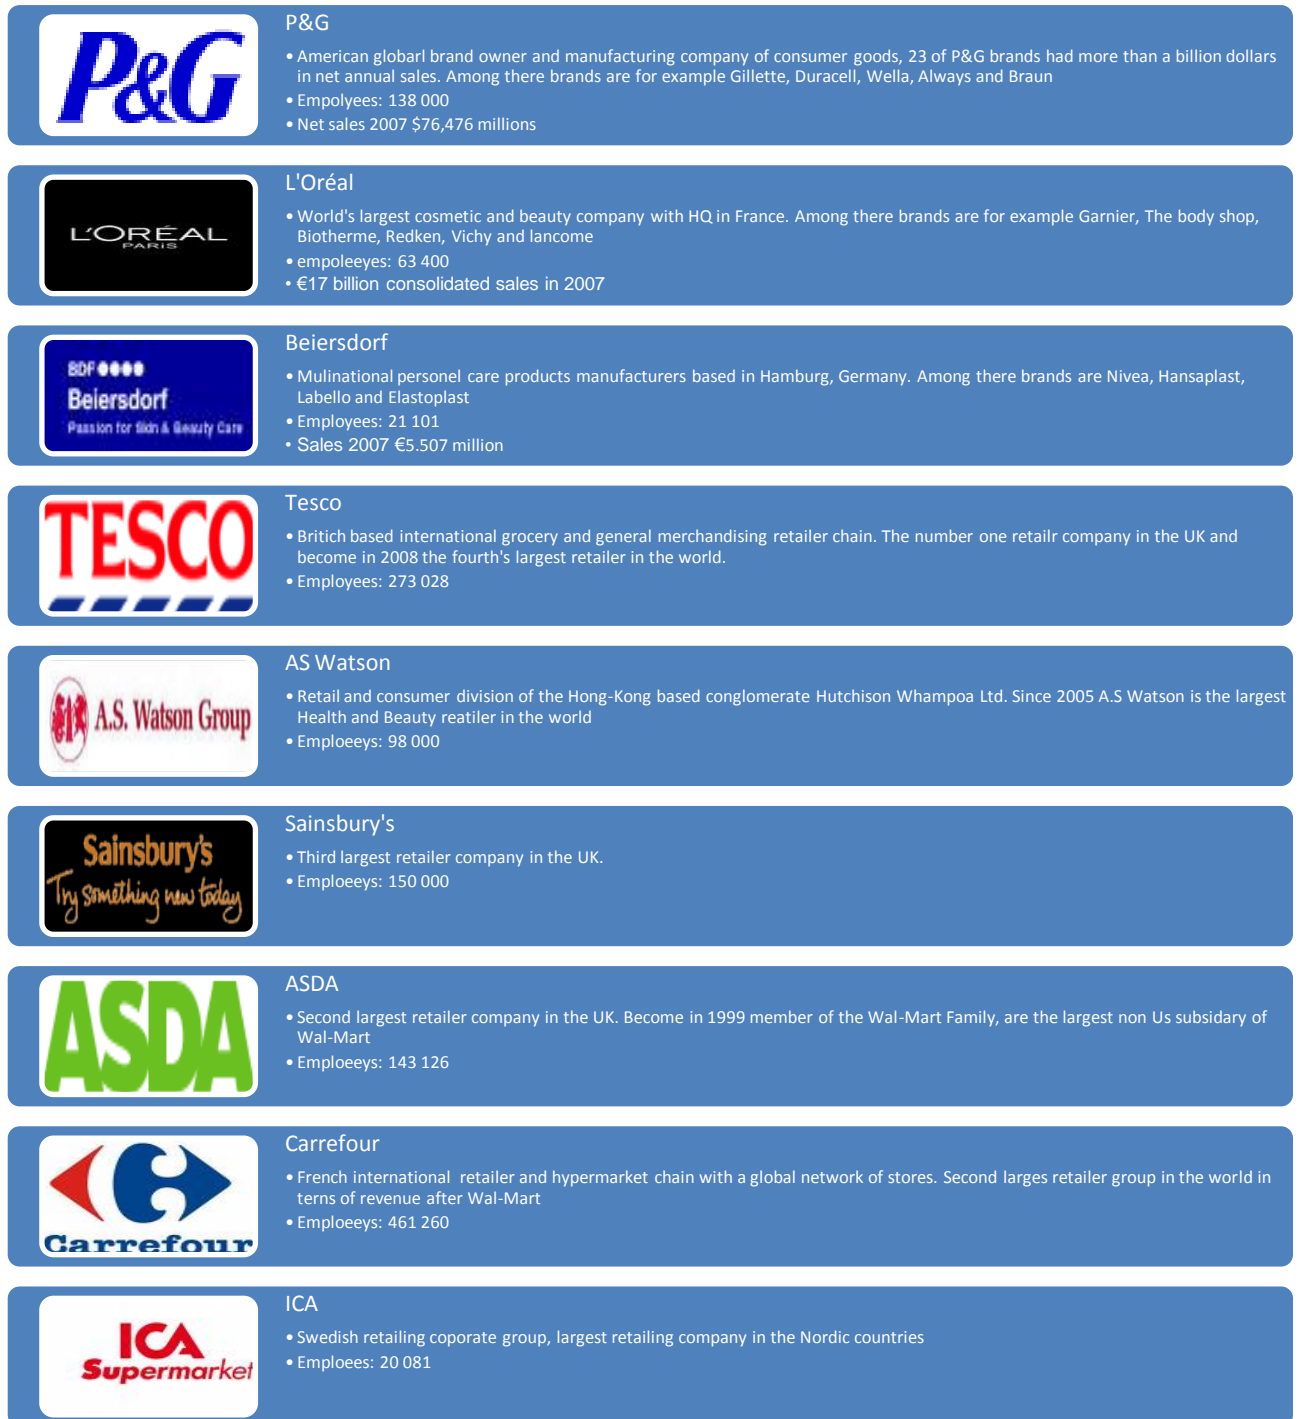 P&G
P&G
• American globarl brand owner and manufacturing company of consumer goods, 23 of P&G brands had more than a billion dollars
in net annual sales. Among there brands are for example Gillette, Duracell, Wella, Always and Braun
• Empolyees: 138 000
• Net sales 2007 $76,476 millions
L'ORÉAL
PARIS
L'Oréal
• World's largest cosmetic and beauty company with HQ in France. Among there brands are for example Garnier, The body shop,
Biotherme, Redken, Vichy and lancome
• empoleeyes: 63 400
• €17 billion consolidated sales in 2007
BDF
Beiersdorf
Passion for Skin & Beauty Care
Beiersdorf
• Mulinational personel care products manufacturers based in Hamburg, Germany. Among there brands are Nivea, Hansaplast,
Labello and Elastoplast
• Employees: 21 101
• Sales 2007 €5.507 million
TESCO
Tesco
• Britich based international grocery and general merchandising retailer chain. The number one retailr company in the UK and
become in 2008 the fourth's largest retailer in the world.
• Employees: 273 028
A.S. Watson Group
AS Watson
• Retail and consumer division of the Hong-Kong based conglomerate Hutchison Whampoa Ltd. Since 2005 A.S Watson is the largest
Health and Beauty reatiler in the world
• Emploeeys: 98 000
Sainsbury's
Try something new today
Sainsbury's
• Third largest retailer company in the UK.
• Emploeeys: 150 000
ASDA
ASDA
• Second largest retailer company in the UK. Become in 1999 member of the Wal-Mart Family, are the largest non Us subsidary of
Wal-Mart
• Emploeeys: 143 126
Carrefour
Carrefour
• French international retailer and hypermarket chain with a global network of stores. Second larges retailer group in the world in
terns of revenue after Wal-Mart
• Emploeeys: 461 260
ICA
Supermarket
ICA
• Swedish retailing coporate group, largest retailing company in the Nordic countries
• Emploees: 20 081